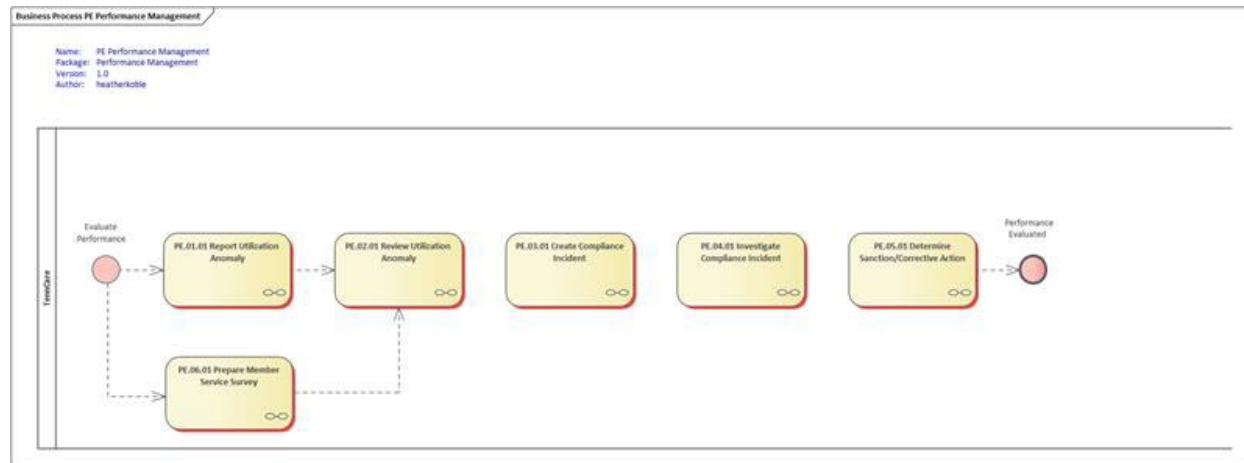 Business Process PE Performance Management
Name: PE Performance Management
Package: Performance Management
Version: 1.0
Author: heatherkoble
TennCare
Evaluate
Performance
PE.01.01 Report Utilization
Anomaly
PE.02.01 Review Utilization
Anomaly
PE.03.01 Create Compliance
Incident
PE.04.01 Investigate
Compliance Incident
PE.05.01 Determine
Sanction/Corrective Action
Performance
Evaluated
PE.06.01 Prepare Member
Service Survey